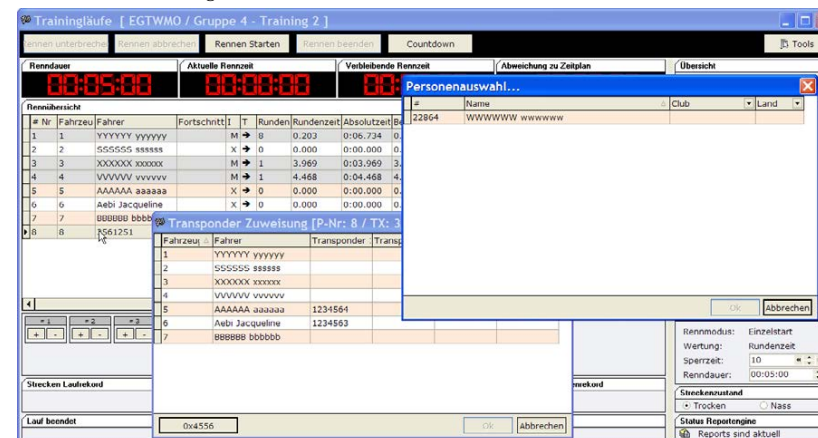 Trainingläufe [ EGTWMO / Gruppe 4 - Training 2 ]
Rennen unterbrechen Rennen abbrechen Rennen Starten Rennen beenden Countdown Tools
Renndauer Aktuelle Rennzeit Verbleibende Rennzeit Abweichung zu Zeitplan Übersicht
00:05:00 00:00:00 00:
Personenauswahl...
# Name Club Land
22864 WWWWWW wwwwww
Ok Abbrechen
Rennübersicht
# Nr Fahrzeu Fahrer Fortschritt I T Runden Rundenzeit Absolutzeit Be
1 1 YYYYYY yyyyyy M 8 0.203 0:06.734 0.
2 2 SSSSSS ssssss X 0 0.000 0:00.000 0.
3 3 XXXXXX xxxxxx M 1 3.969 0:03.969 3.
4 4 VVVVVV vvvvvv M 1 4.468 0:04.468 4.
5 5 AAAAAA aaaaaa X 0 0.000 0:00.000 0.
6 6 Aebi Jacqueline X 0 0.000 0:00.000 0.
7 7 BBBBBB bbbb
8 8 3561251
Transponder Zuweisung [P-Nr: 8 / TX: 3
Fahrzeug Fahrer Transponder Transp
1 YYYYYY yyyyyy
2 SSSSSS ssssss
3 XXXXXX xxxxxx
4 VVVVVV vvvvvv
5 AAAAAA aaaaaa 1234564
6 Aebi Jacqueline 1234563
7 BBBBBB bbbbbb
0x4556 Ok Abbrechen
+ - + - + -
Rennmodus: Einzelstart
Wertung: Rundenzeit
Sperrzeit: 10
Renndauer: 00:05:00
Strecken Laufrekord
Streckenzustand
Trocken Nass
Lauf beendet
Status Reportengine
Reports sind aktuell